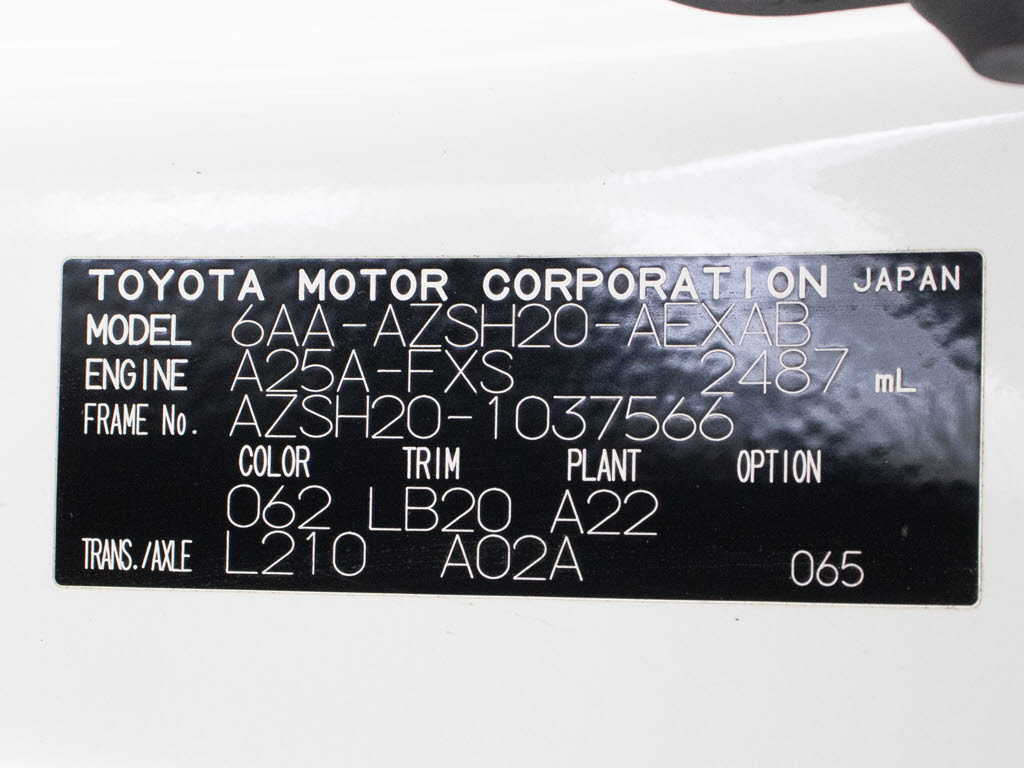 TOYOTA MOTOR CORPORATION JAPAN
MODEL 6AA-AZSH20-AEXAB
ENGINE A25A-FXS 2487 mL
FRAME No. AZSH20-1037566
COLOR TRIM PLANT OPTION
062 LB20 A22
TRANS./AXLE L210 A02A 065